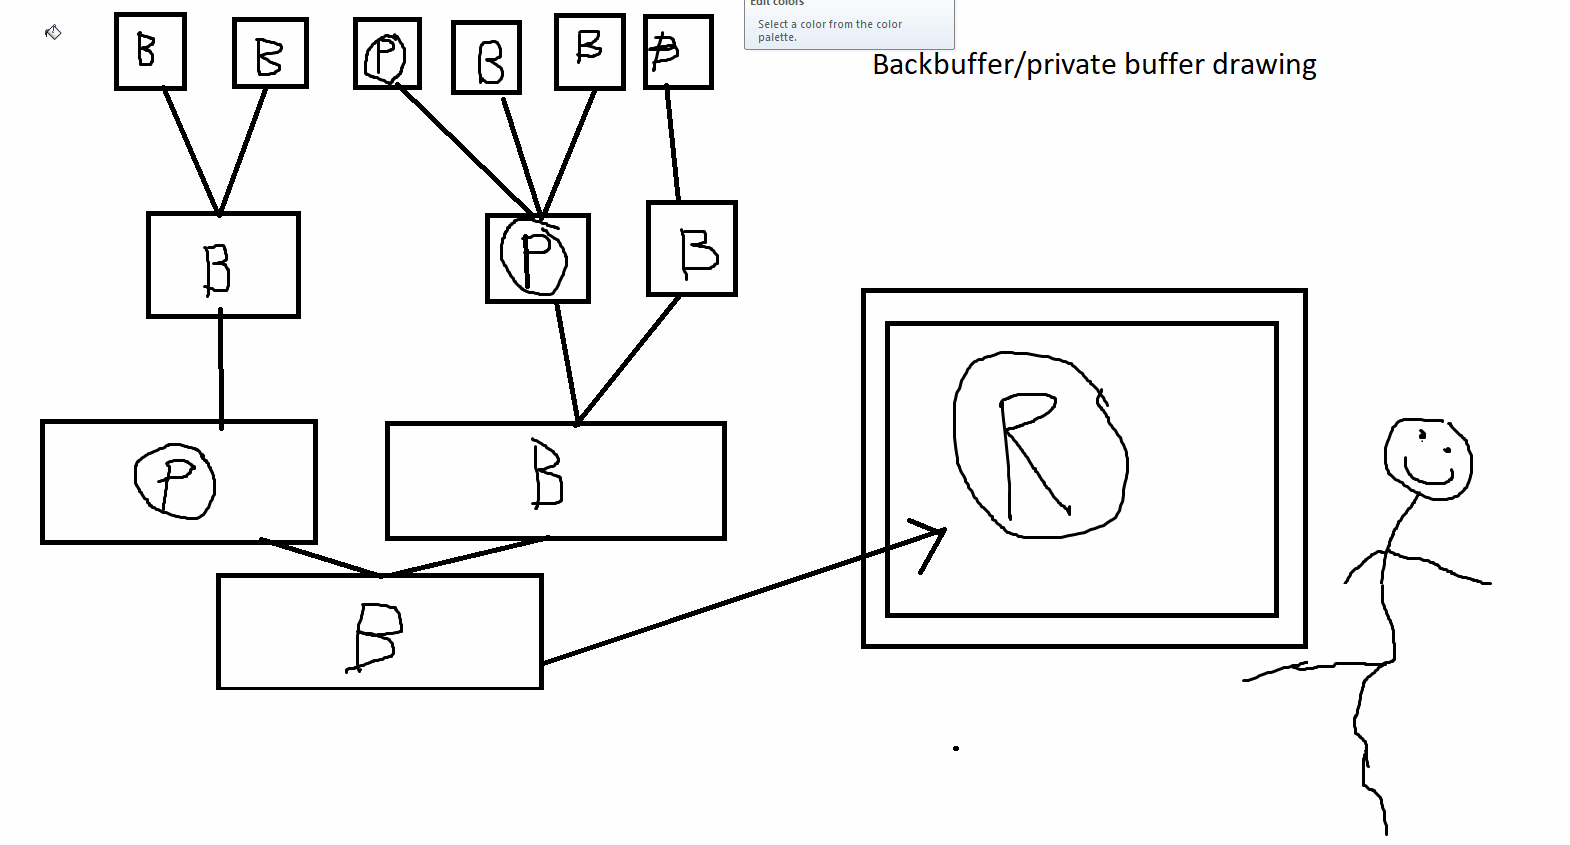 Edit colors
Select a color from the color
palette.
B B P B B B
Backbuffer/private buffer drawing
B P B
R
P B
B